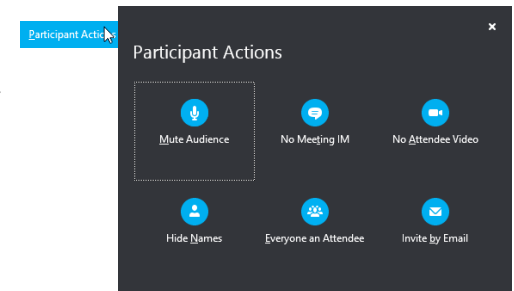 Participant Actions
Participant Actions
Mute Audience
No Meeting IM
No Attendee Video
Hide Names
Everyone an Attendee
Invite by Email